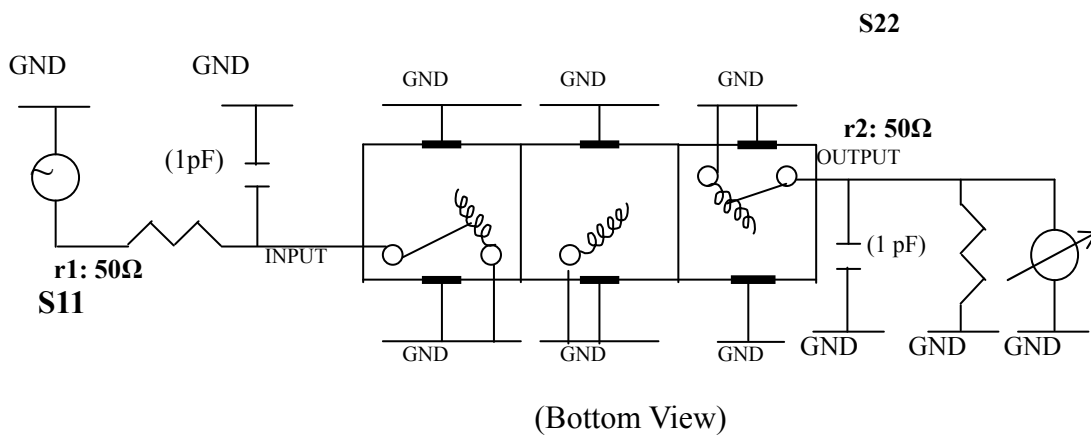 S22
GND
GND
GND
GND
GND
r2: 50Ω
(1pF)
OUTPUT
INPUT
(1 pF)
r1: 50Ω
S11
GND
GND
GND
GND
GND
GND
(Bottom View)